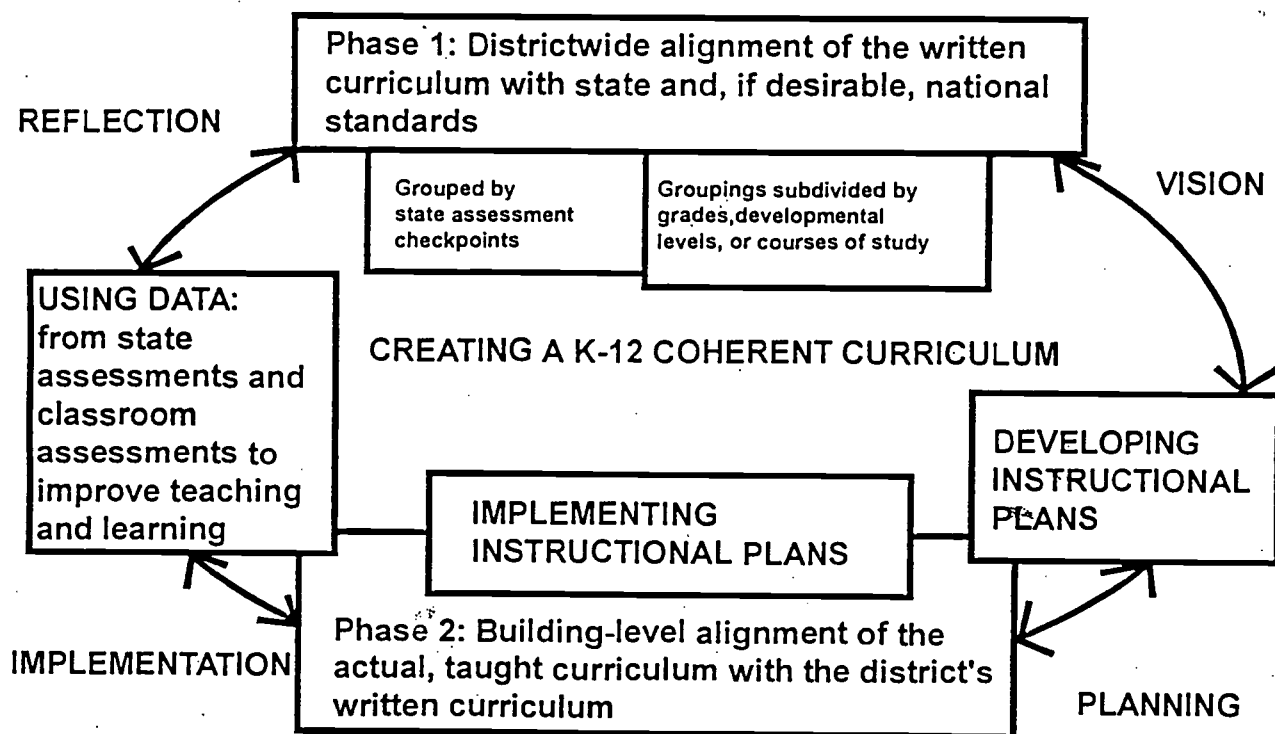 Phase 1: Districtwide alignment of the written
curriculum with state and, if desirable, national
standards
REFLECTION
VISION
Grouped by
state assessment
checkpoints
Groupings subdivided by
grades,developmental
levels, or courses of study
USING DATA:
from state
assessments and
classroom
assessments to
improve teaching
and learning
CREATING A K-12 COHERENT CURRICULUM
DEVELOPING
INSTRUCTIONAL
PLANS
IMPLEMENTING
INSTRUCTIONAL PLANS
Phase 2: Building-level alignment of the
actual, taught curriculum with the district's
written curriculum
IMPLEMENTATION
PLANNING